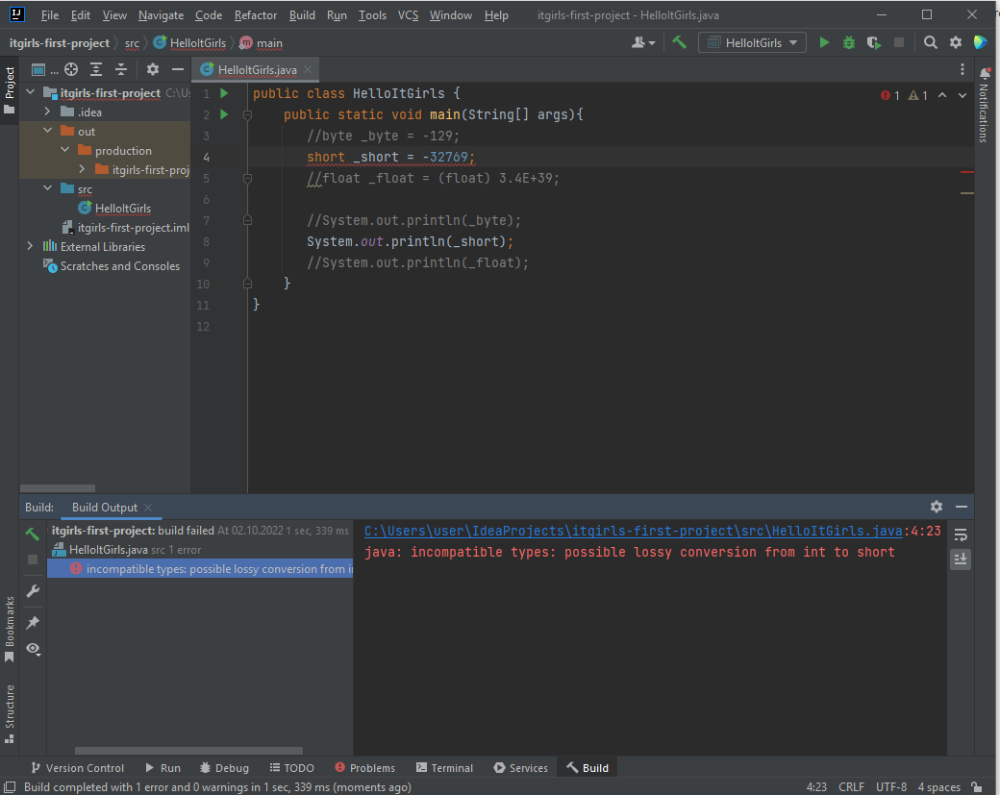 File Edit View Navigate Code Refactor Build Run Tools VCS Window Help itgirls-first-project - HelloItGirls.java
itgirls-first-project src HelloItGirls main HelloItGirls
Project
... HelloItGirls.java
itgirls-first-project C:\Us
.idea
out
production
itgirls-first-proj
src
HelloItGirls
itgirls-first-project.iml
External Libraries
Scratches and Consoles
1 public class HelloItGirls {
2 public static void main(String[] args){
3 //byte _byte = -129;
4 short _short = -32769;
5 //float _float = (float) 3.4E+39;
6
7 //System.out.println(_byte);
8 System.out.println(_short);
9 //System.out.println(_float);
10 }
11 }
12
1 1
Notifications
Build: Build Output
itgirls-first-project: build failed At 02.10.2022 1 sec, 339 ms
HelloItGirls.java src 1 error
incompatible types: possible lossy conversion from in
C:\Users\user\IdeaProjects\itgirls-first-project\src\HelloItGirls.java:4:23
java: incompatible types: possible lossy conversion from int to short
Bookmarks
Structure
Version Control Run Debug TODO Problems Terminal Services Build
Build completed with 1 error and 0 warnings in 1 sec, 339 ms (moments ago) 4:23 CRLF UTF-8 4 spaces